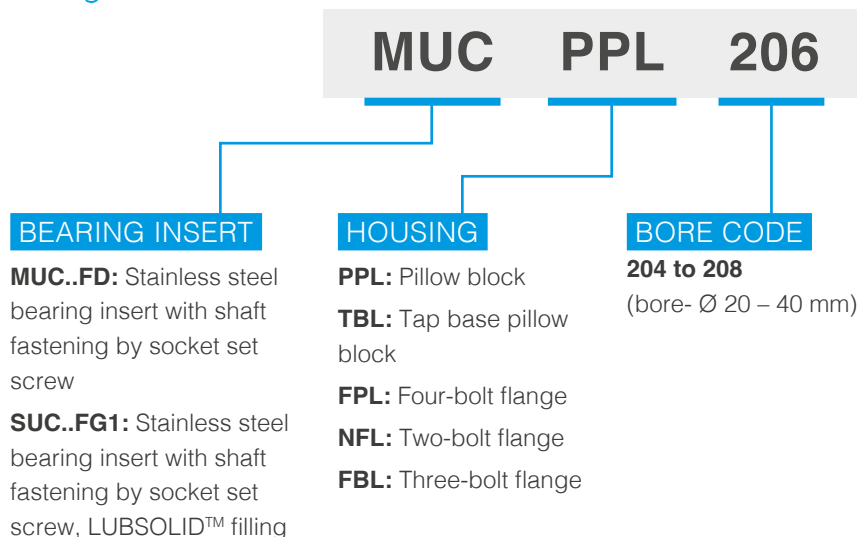 MUC PPL 206
BEARING INSERT
MUC..FD: Stainless steel
bearing insert with shaft
fastening by socket set
screw
SUC..FG1: Stainless steel
bearing insert with shaft
fastening by socket set
screw, LUBSOLID™ filling
HOUSING
PPL: Pillow block
TBL: Tap base pillow
block
FPL: Four-bolt flange
NFL: Two-bolt flange
FBL: Three-bolt flange
BORE CODE
204 to 208
(bore- Ø 20 – 40 mm)